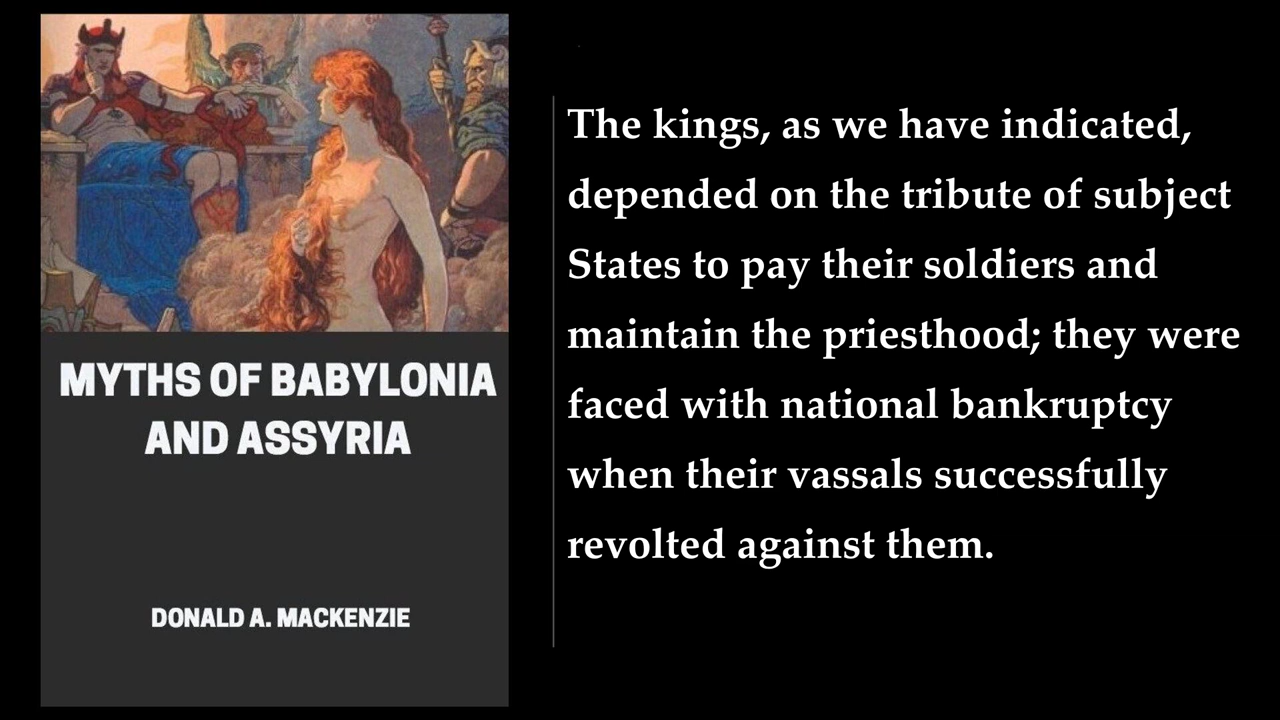 MYTHS OF BABYLONIA
AND ASSYRIA
DONALD A. MACKENZIE
The kings, as we have indicated,
depended on the tribute of subject
States to pay their soldiers and
maintain the priesthood; they were
faced with national bankruptcy
when their vassals successfully
revolted against them.